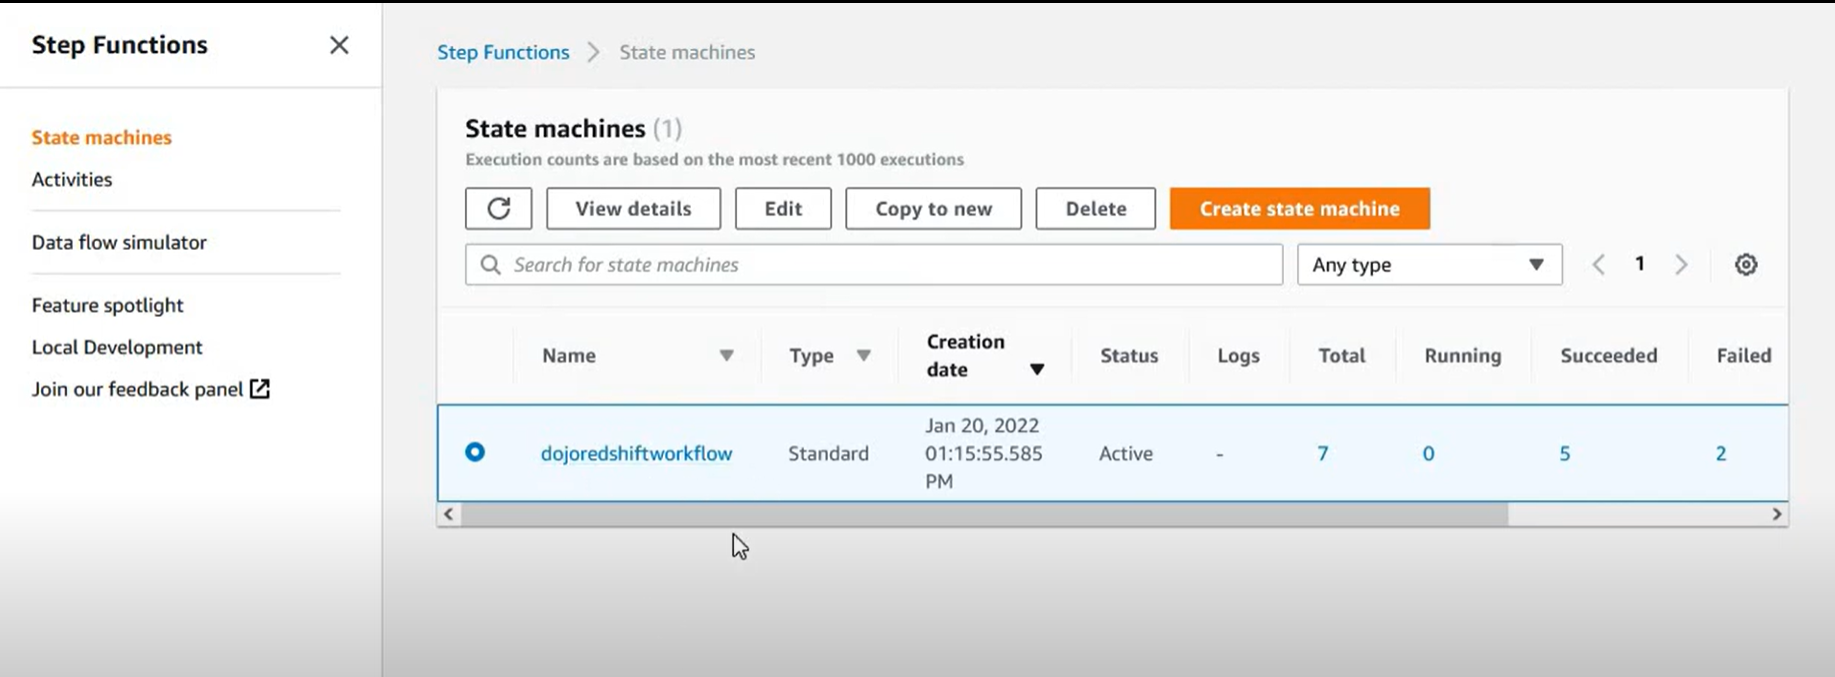 Step Functions
State machines
Activities
Data flow simulator
Feature spotlight
Local Development
Join our feedback panel
Step Functions State machines
State machines (1)
Execution counts are based on the most recent 1000 executions
View details Edit Copy to new Delete Create state machine
Search for state machines Any type 1
Name Type Creation date Status Logs Total Running Succeeded Failed
dojoredshiftworkflow Standard Jan 20, 2022 01:15:55.585 PM Active - 7 0 5 2